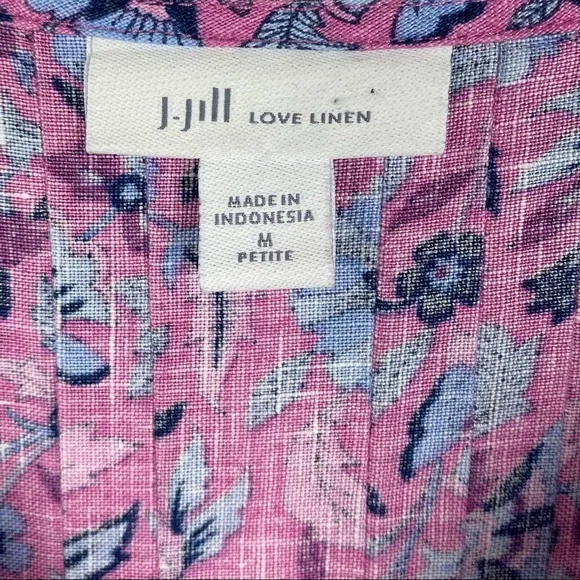 J.Jill LOVE LINEN
MADE IN
INDONESIA
M
PETITE